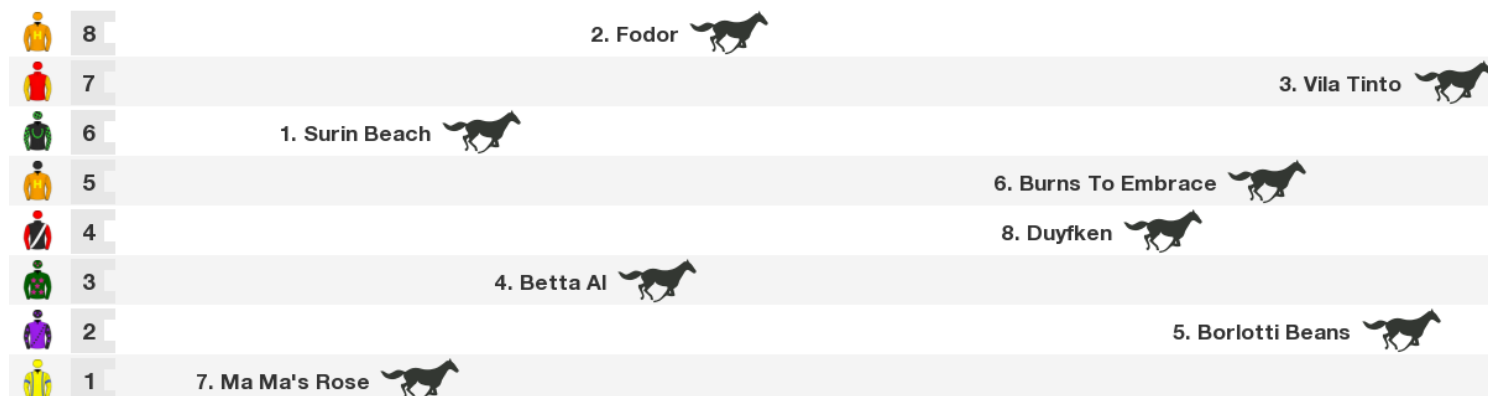 8 2. Fodor
7 3. Vila Tinto
6 1. Surin Beach
5 6. Burns To Embrace
4 8. Duyfken
3 4. Betta Al
2 5. Borlotti Beans
1 7. Ma Ma's Rose